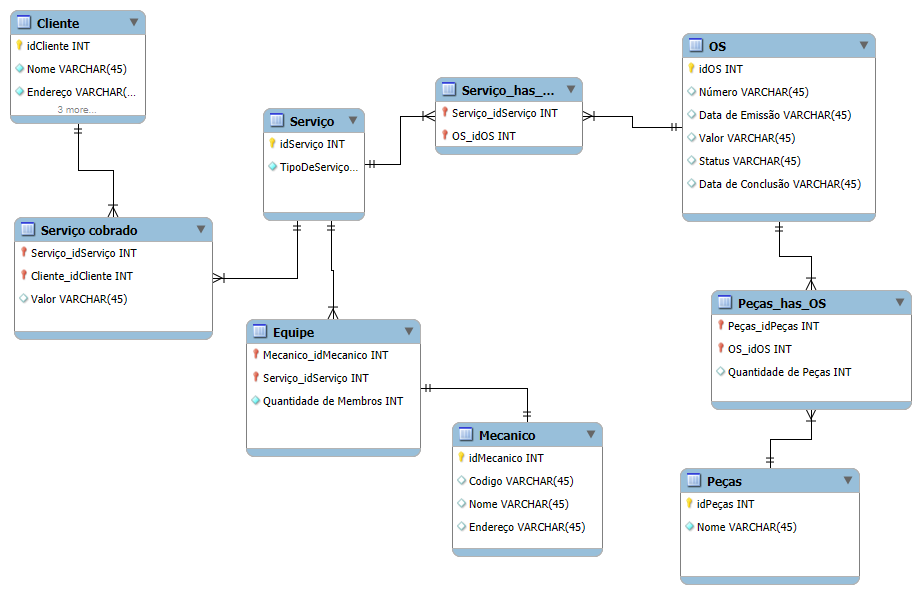 Cliente
idCliente INT
Nome VARCHAR(45)
Endereço VARCHAR(...
3 more...
Serviço cobrado
Serviço_idServiço INT
Cliente_idCliente INT
Valor VARCHAR(45)
Serviço
idServiço INT
TipoDeServiço...
Serviço_has_...
Serviço_idServiço INT
OS_idOS INT
OS
idOS INT
Número VARCHAR(45)
Data de Emissão VARCHAR(45)
Valor VARCHAR(45)
Status VARCHAR(45)
Data de Conclusão VARCHAR(45)
Equipe
Mecanico_idMecanico INT
Serviço_idServiço INT
Quantidade de Membros INT
Mecanico
idMecanico INT
Codigo VARCHAR(45)
Nome VARCHAR(45)
Endereço VARCHAR(45)
Peças_has_OS
Peças_idPeças INT
OS_idOS INT
Quantidade de Peças INT
Peças
idPeças INT
Nome VARCHAR(45)